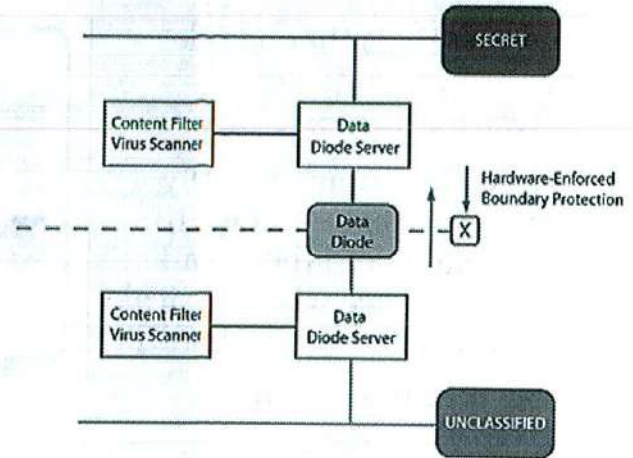 SECRET
Content Filter
Virus Scanner
Data
Diode Server
Hardware-Enforced
Boundary Protection
Data
Diode
X
Content Filter
Virus Scanner
Data
Diode Server
UNCLASSIFIED